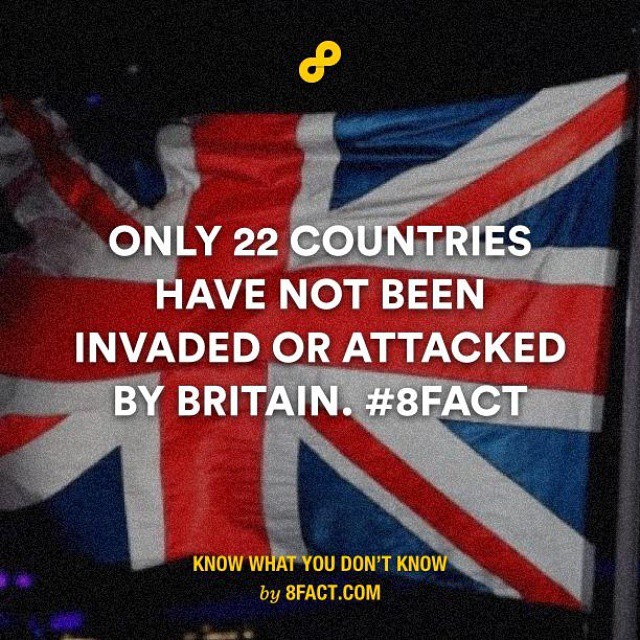 ONLY 22 COUNTRIES
HAVE NOT BEEN
INVADED OR ATTACKED
BY BRITAIN. #8FACT
KNOW WHAT YOU DON'T KNOW
by 8FACT.COM